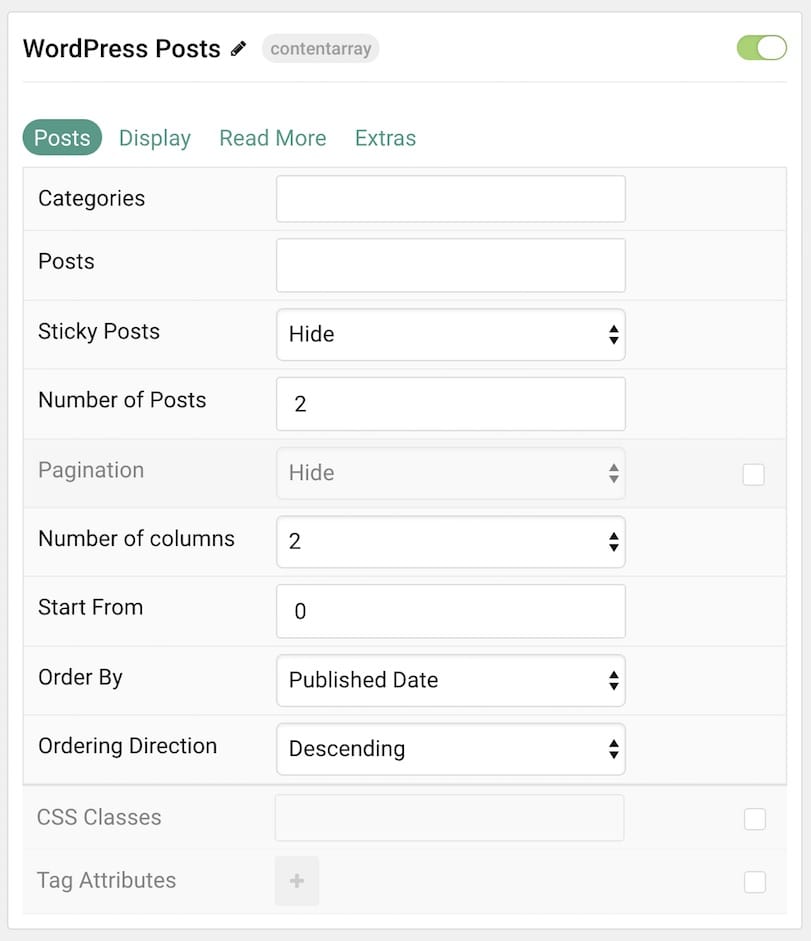 WordPress Posts contentarray
Posts Display Read More Extras
Categories
Posts
Sticky Posts Hide
Number of Posts 2
Pagination Hide
Number of columns 2
Start From 0
Order By Published Date
Ordering Direction Descending
CSS Classes
Tag Attributes +